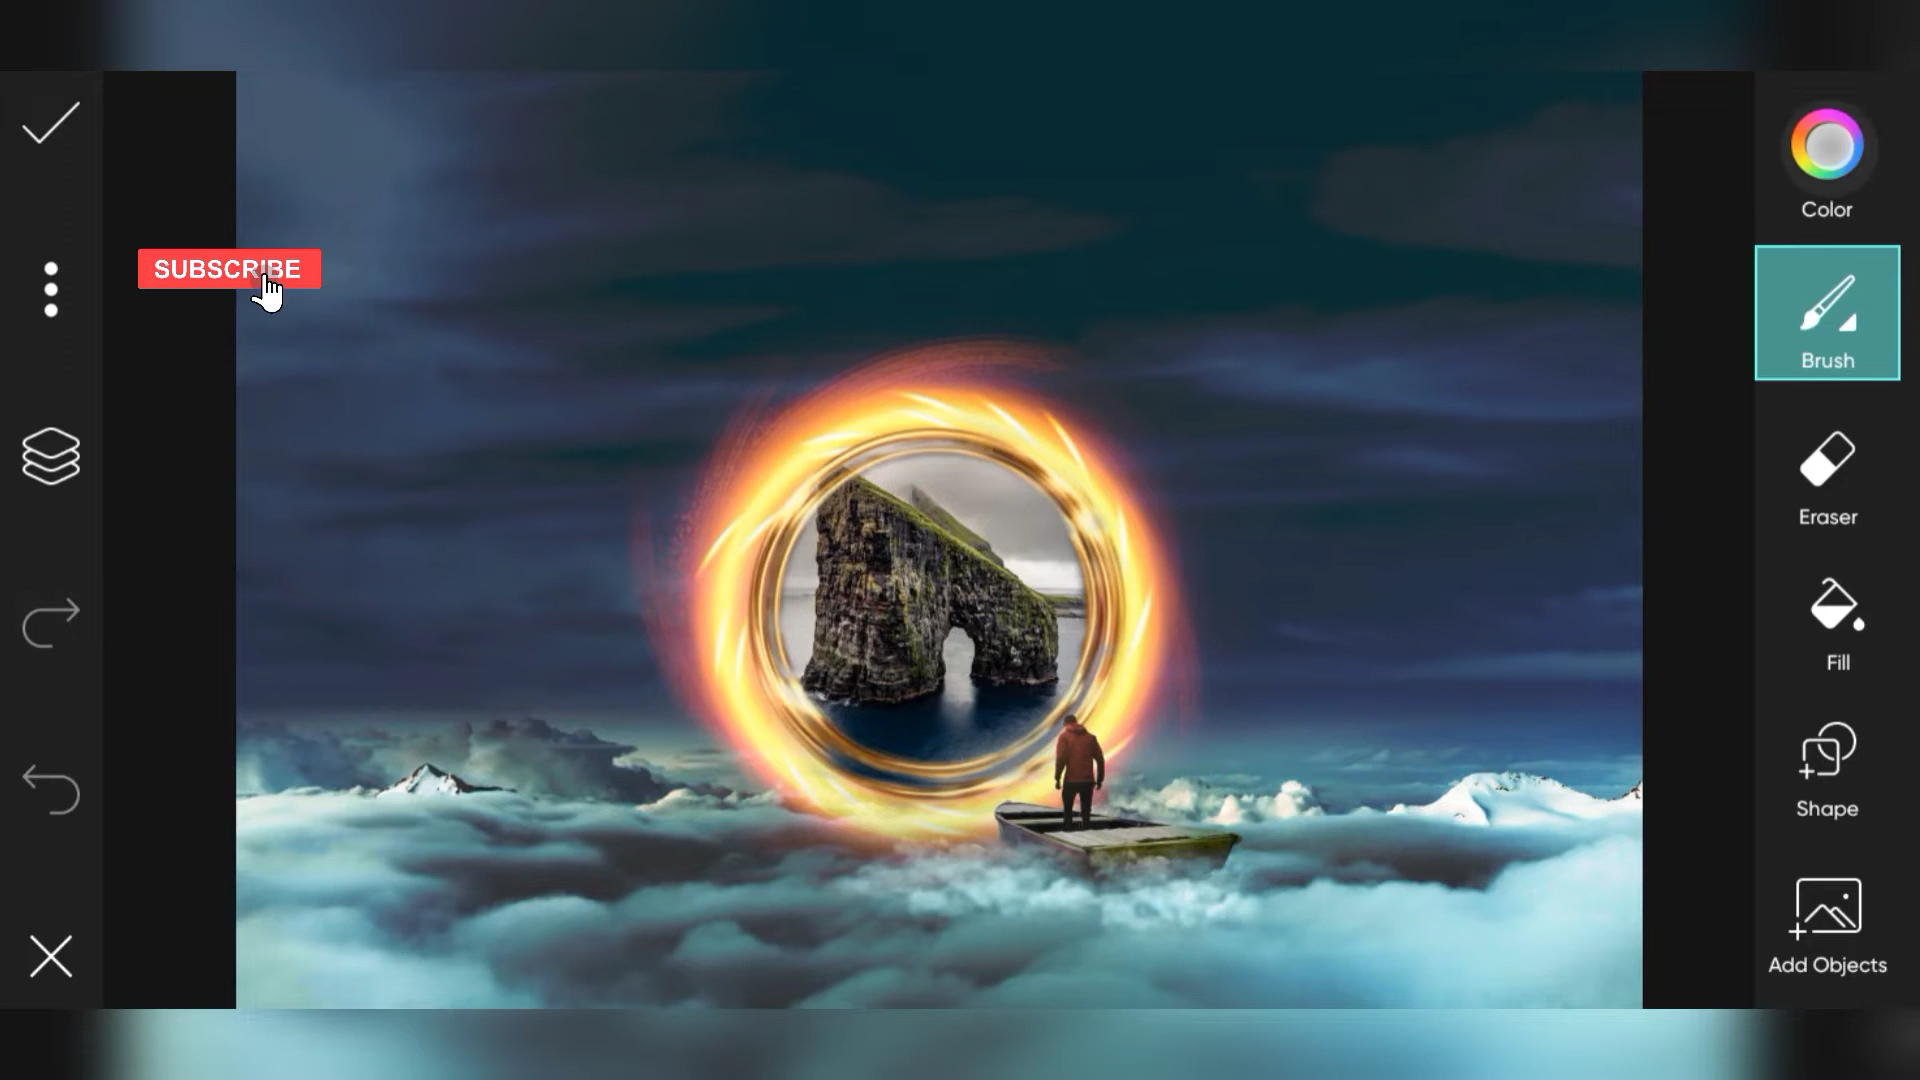 SUBSCRIBE
Color
Brush
Eraser
Fill
Shape
Add Objects